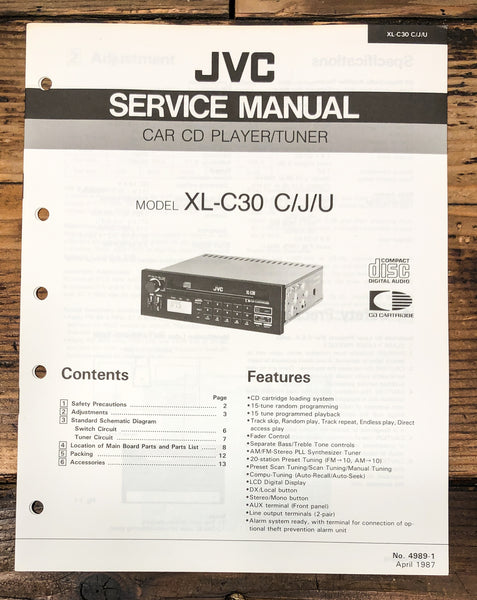 XL-C30 C/J/U
JVC
SERVICE MANUAL
CAR CD PLAYER/TUNER
MODEL XL-C30 C/J/U
JVC
COMPACT
disc
DIGITAL AUDIO
CD CARTRIDGE
Contents
Page
1 Safety Precautions 2
2 Adjustments 3
3 Standard Schematic Diagram
Switch Circuit 6
Tuner Circuit 7
4 Location of Main Board Parts and Parts List 8
5 Packing 12
6 Accessories 13
Features
•CD cartridge loading system
•15-tune random programming
•15 tune programmed playback
•Track skip, Random play, Track repeat, Endless play, Direct
access play
•Fader Control
•Separate Bass/Treble Tone controls
•AM/FM-Stereo PLL Synthesizer Tuner
•20-station Preset Tuning (FM→10, AM→10)
•Preset Scan Tuning/Scan Tuning/Manual Tuning
•Compu-Tuning (Auto-Recall/Auto-Seek)
•LCD Digital Display
•DX/Local button
•Stereo/Mono button
•AUX terminal (Front panel)
•Line output terminals (2-pair)
•Alarm system ready, with terminal for connection of op-
tional theft prevention alarm unit
No. 4989-1
April 1987